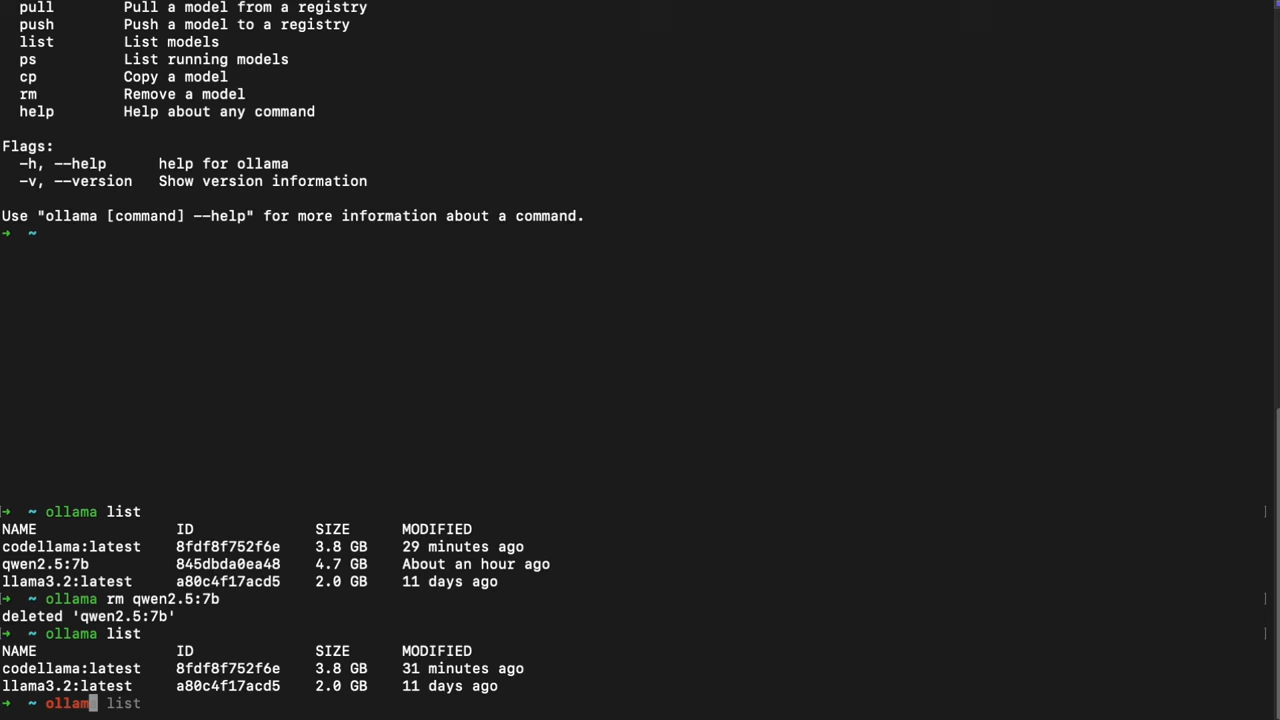 pull        Pull a model from a registry
push        Push a model to a registry
list        List models
ps          List running models
cp          Copy a model
rm          Remove a model
help        Help about any command
Flags:
-h, --help      help for ollama
-v, --version   Show version information
Use "ollama [command] --help" for more information about a command.
➜  ~
➜  ~ ollama list
NAME                ID              SIZE      MODIFIED
codellama:latest    8fdf8f752f6e    3.8 GB    29 minutes ago
qwen2.5:7b          845dbda0ea48    4.7 GB    About an hour ago
llama3.2:latest     a80c4f17acd5    2.0 GB    11 days ago
➜  ~ ollama rm qwen2.5:7b
deleted 'qwen2.5:7b'
➜  ~ ollama list
NAME                ID              SIZE      MODIFIED
codellama:latest    8fdf8f752f6e    3.8 GB    31 minutes ago
llama3.2:latest     a80c4f17acd5    2.0 GB    11 days ago
➜  ~ ollam  list